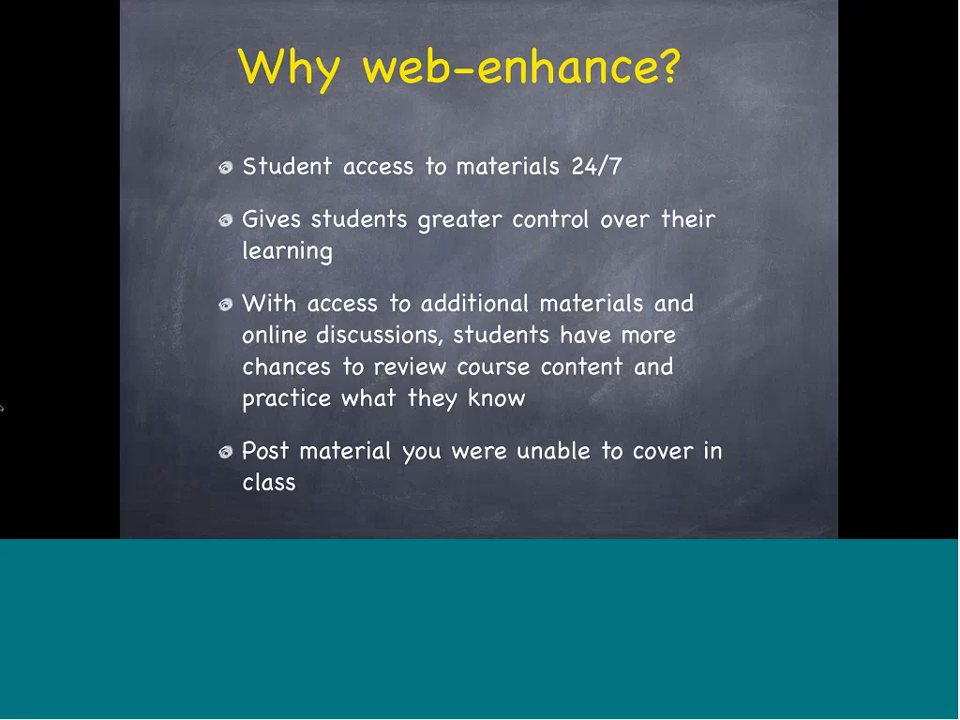 Why web-enhance?
Student access to materials 24/7
Gives students greater control over their
learning
With access to additional materials and
online discussions, students have more
chances to review course content and
practice what they know
Post material you were unable to cover in
class